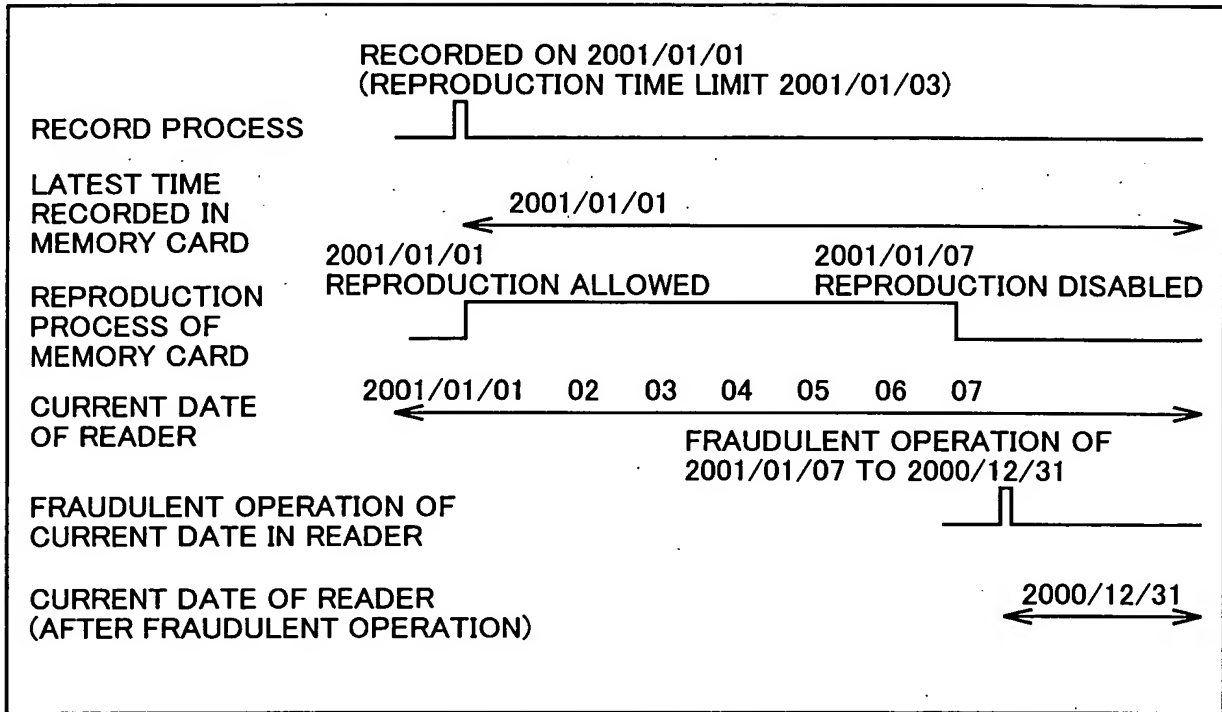 RECORDED ON 2001/01/01
(REPRODUCTION TIME LIMIT 2001/01/03)
RECORD PROCESS
LATEST TIME
RECORDED IN
MEMORY CARD
2001/01/01
2001/01/01
REPRODUCTION ALLOWED
2001/01/07
REPRODUCTION DISABLED
REPRODUCTION
PROCESS OF
MEMORY CARD
2001/01/01 02 03 04 05 06 07
CURRENT DATE
OF READER
FRAUDULENT OPERATION OF
2001/01/07 TO 2000/12/31
FRAUDULENT OPERATION OF
CURRENT DATE IN READER
CURRENT DATE OF READER
(AFTER FRAUDULENT OPERATION)
2000/12/31